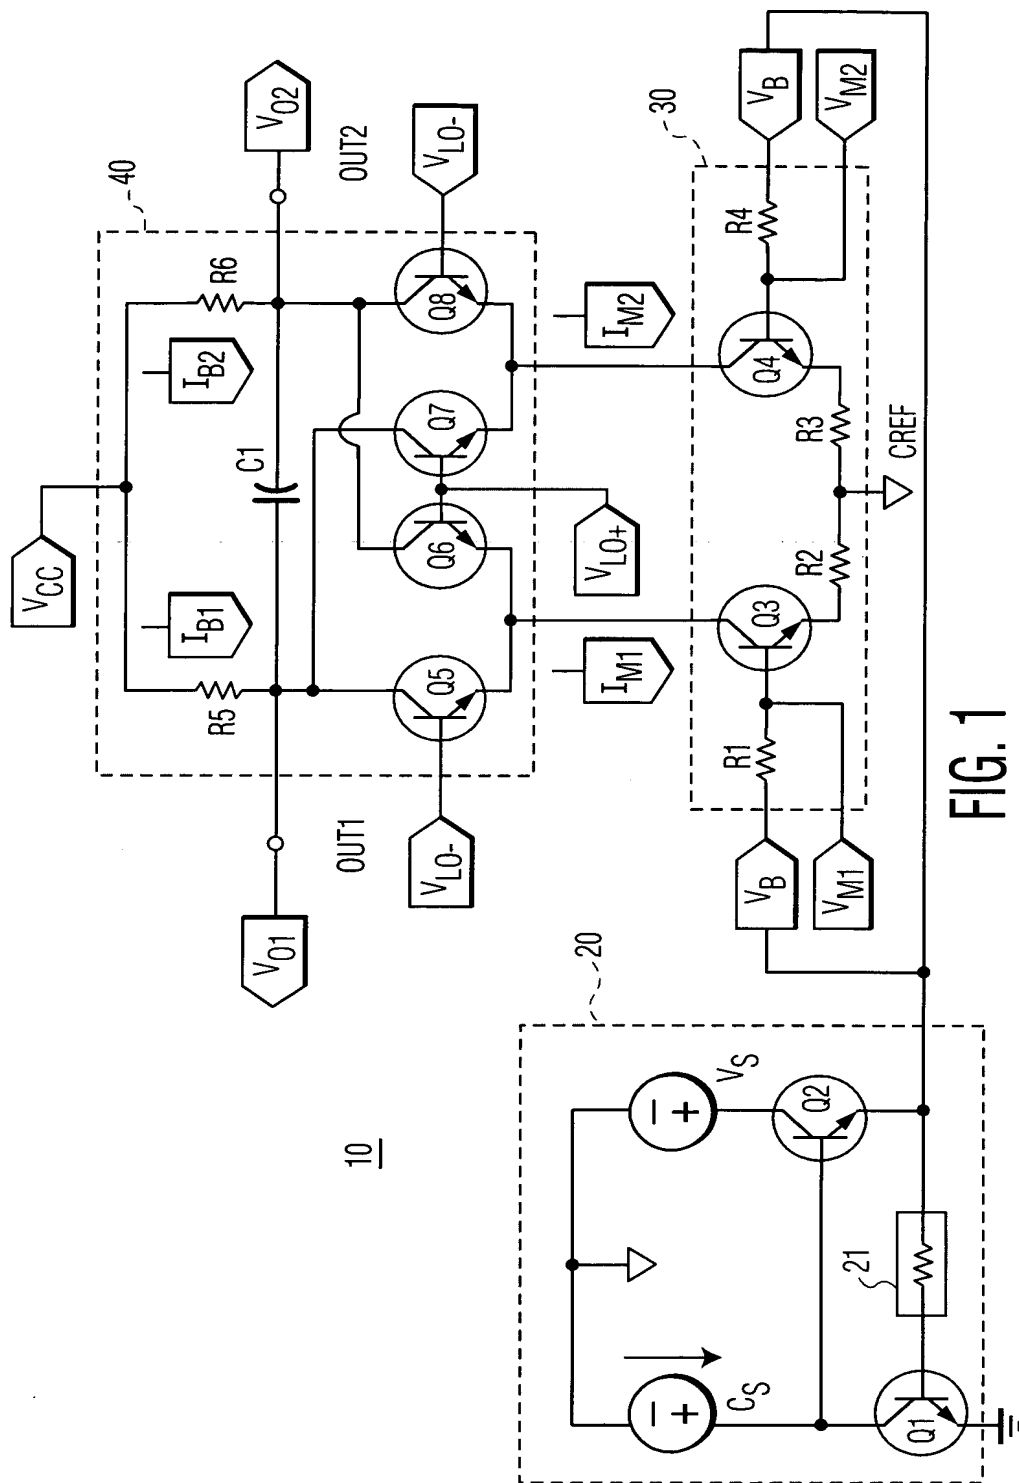 10
20
C_S
V_S
Q1
Q2
21
V_CC
40
I_B1
I_B2
R5
C1
R6
V_O1
V_O2
OUT1
OUT2
Q5
Q6
Q7
Q8
V_LO-
V_LO+
V_LO-
I_M1
I_M2
30
V_B
R1
Q3
Q4
R4
V_B
V_M1
R2
R3
V_M2
CREF
FIG. 1